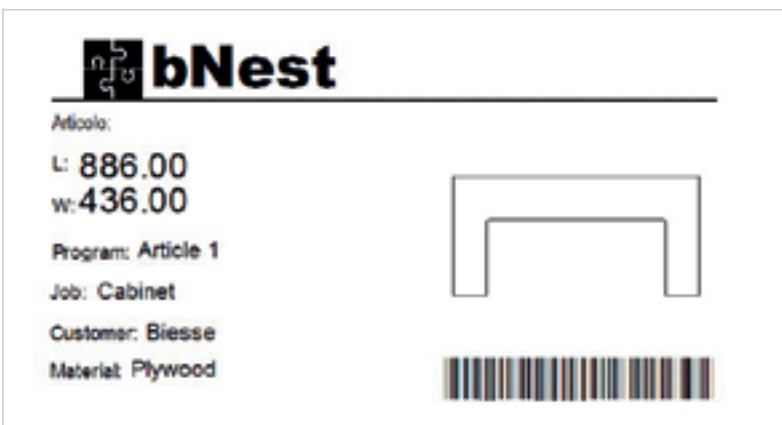 bNest
Articolo:
L: 886.00
W: 436.00
Program: Article 1
Job: Cabinet
Customer: Biesse
Material: Plywood